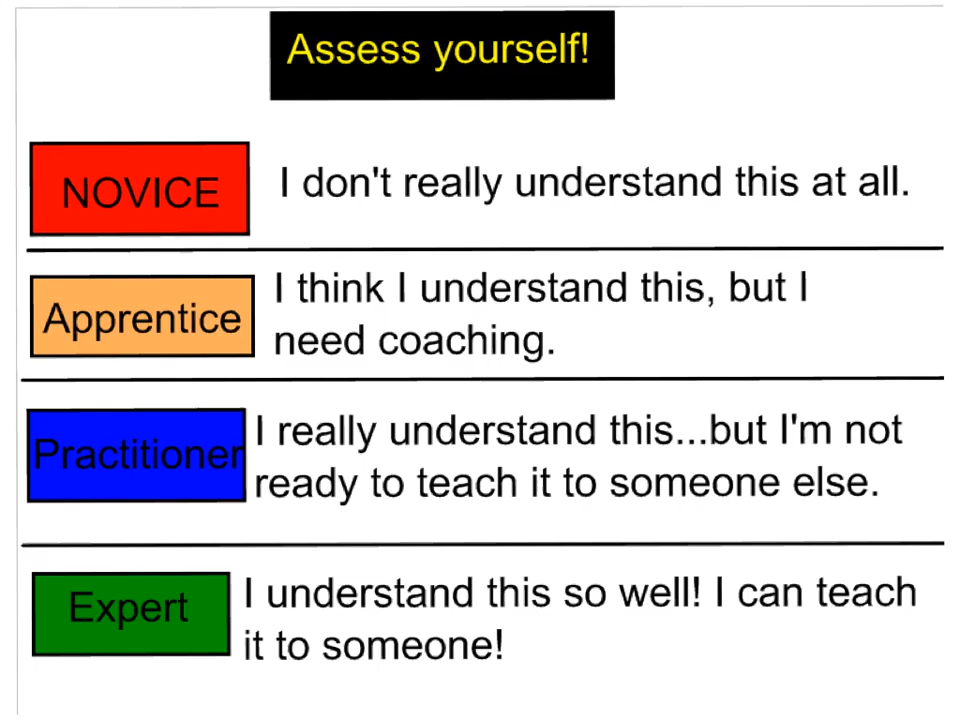 Assess yourself!
NOVICE
I don't really understand this at all.
Apprentice
I think I understand this, but I
need coaching.
Practitioner
I really understand this...but I'm not
ready to teach it to someone else.
Expert
I understand this so well! I can teach
it to someone!